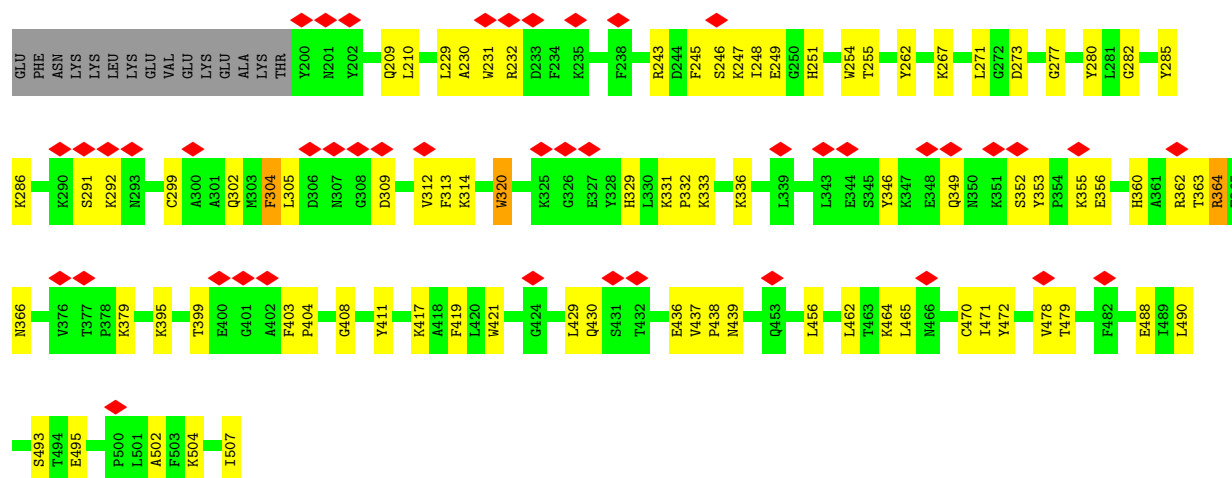 GLU PHE ASN LYS LYS LEU LYS GLU VAL GLU LYS GLU ALA LYS THR Y200 N201 Y202 Q209 L210 L229 A230 W231 R232 D233 F234 K235 F238 R243 D244 F245 S246 K247 I248 E249 G250 H251 W254 T255 Y262 K267 L271 G272 D273 G277 Y280 L281 G282 Y285
K286 K290 S291 K292 N293 C299 A300 A301 Q302 M303 F304 L305 D306 N307 G308 D309 V312 F313 K314 W320 K325 G326 E327 Y328 H329 L330 K331 P332 K333 K336 L339 L343 E344 S345 Y346 K347 E348 Q349 N350 K351 S352 Y353 P354 K355 E356 H360 A361 R362 T363 R364
N366 V376 T377 P378 K379 K395 T399 E400 G401 A402 F403 P404 G408 Y411 K417 A418 F419 L420 W421 G424 L429 Q430 S431 T432 E436 V437 P438 N439 Q453 L456 L462 T463 K464 L465 N466 C470 I471 Y472 V478 T479 F482 E488 I489 L490
S493 T494 E495 P500 L501 A502 F503 K504 I507